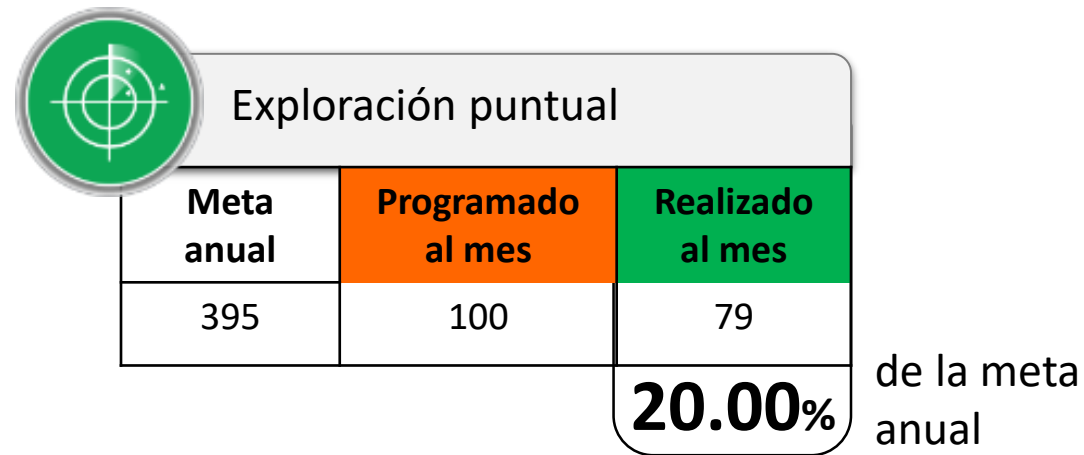 Exploración puntual
Meta anual
Programado al mes
Realizado al mes
395 100 79
20.00%
de la meta
anual